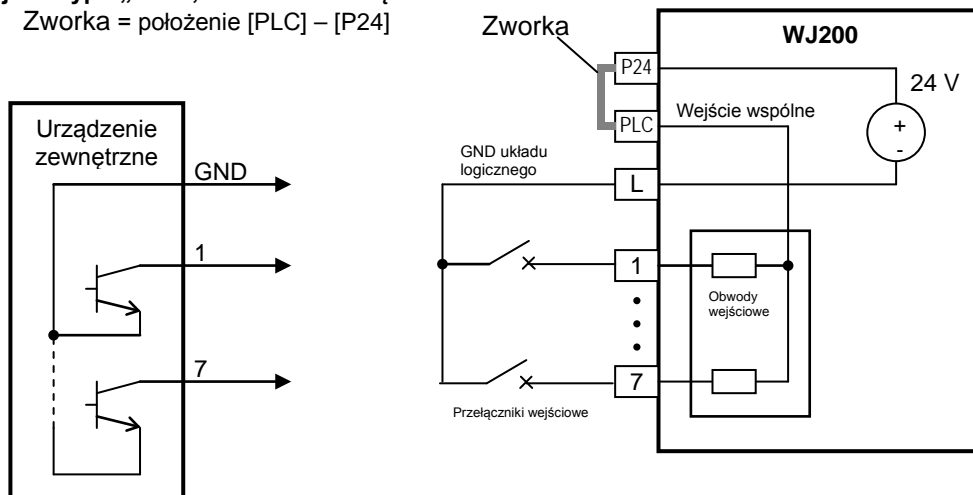 Zworka = położenie [PLC] – [P24]
Urządzenie
zewnętrzne
GND
1
7
Zworka
WJ200
P24
24 V
PLC
Wejście wspólne
+
-
GND układu
logicznego
L
1
Obwody
wejściowe
7
Przełączniki wejściowe